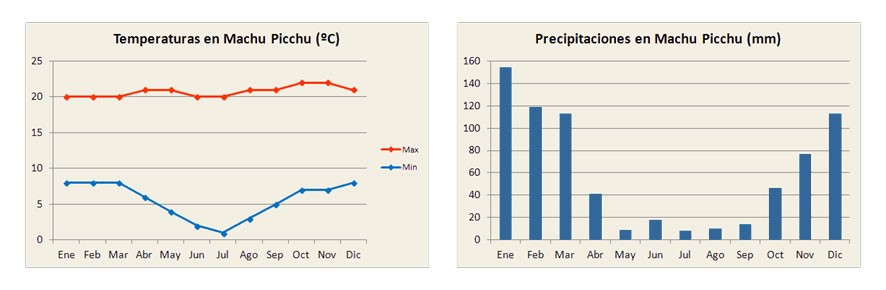 Temperaturas en Machu Picchu (ºC)
25
20
15
10
5
0
Ene Feb Mar Abr May Jun Jul Ago Sep Oct Nov Dic
Max
Min
Precipitaciones en Machu Picchu (mm)
160
140
120
100
80
60
40
20
0
Ene Feb Mar Abr May Jun Jul Ago Sep Oct Nov Dic